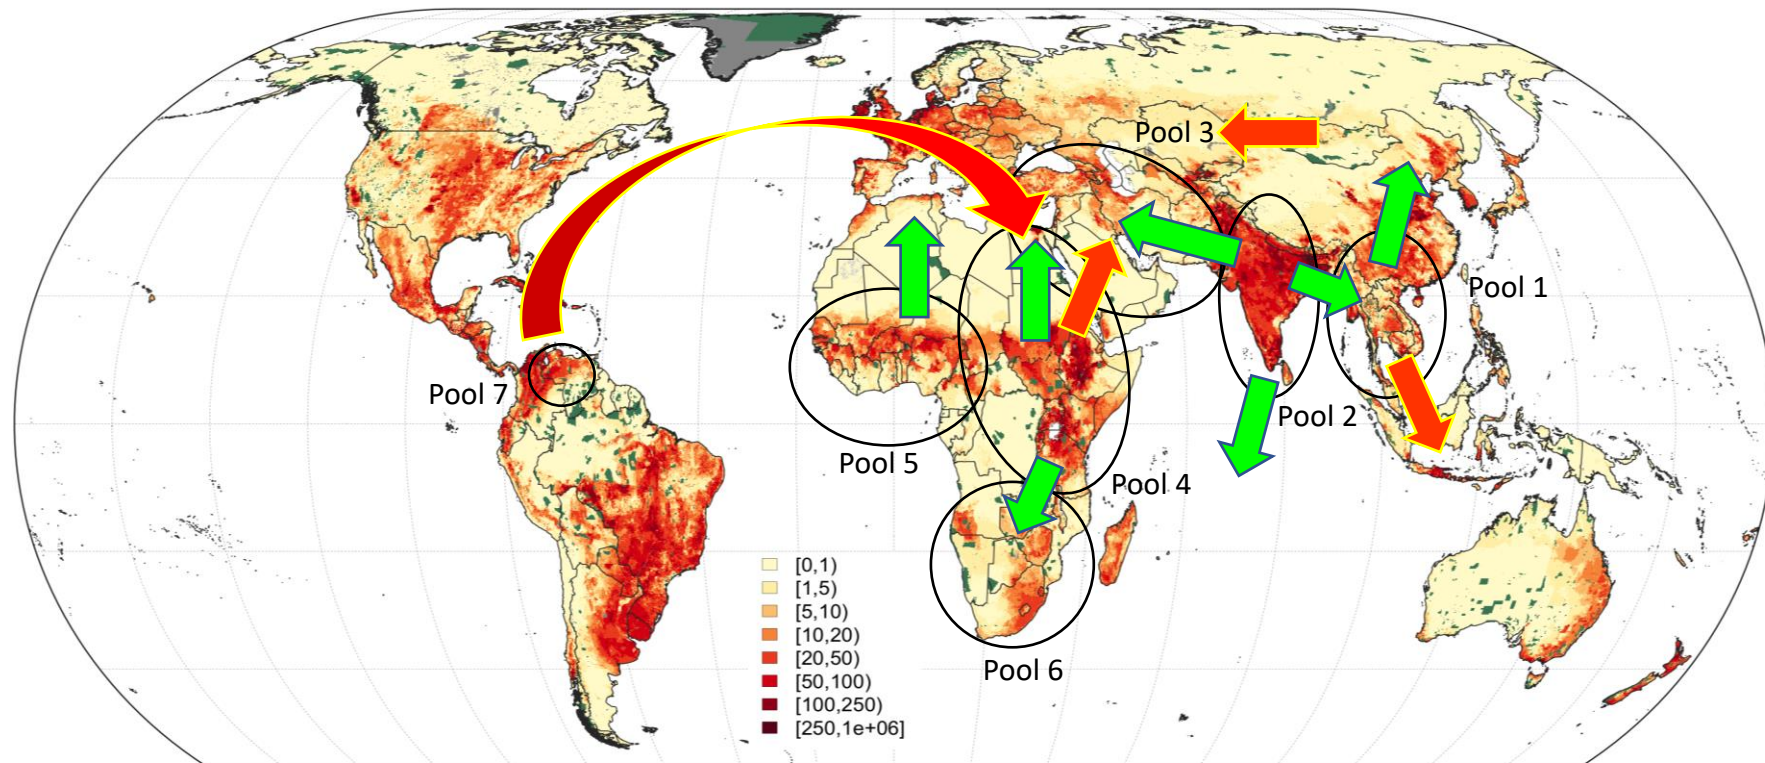 Pool 3
Pool 1
Pool 7
Pool 2
Pool 5
Pool 4
[0,1)
[1,5)
[5,10)
[10,20)
[20,50)
[50,100)
[100,250)
[250,1e+06]
Pool 6